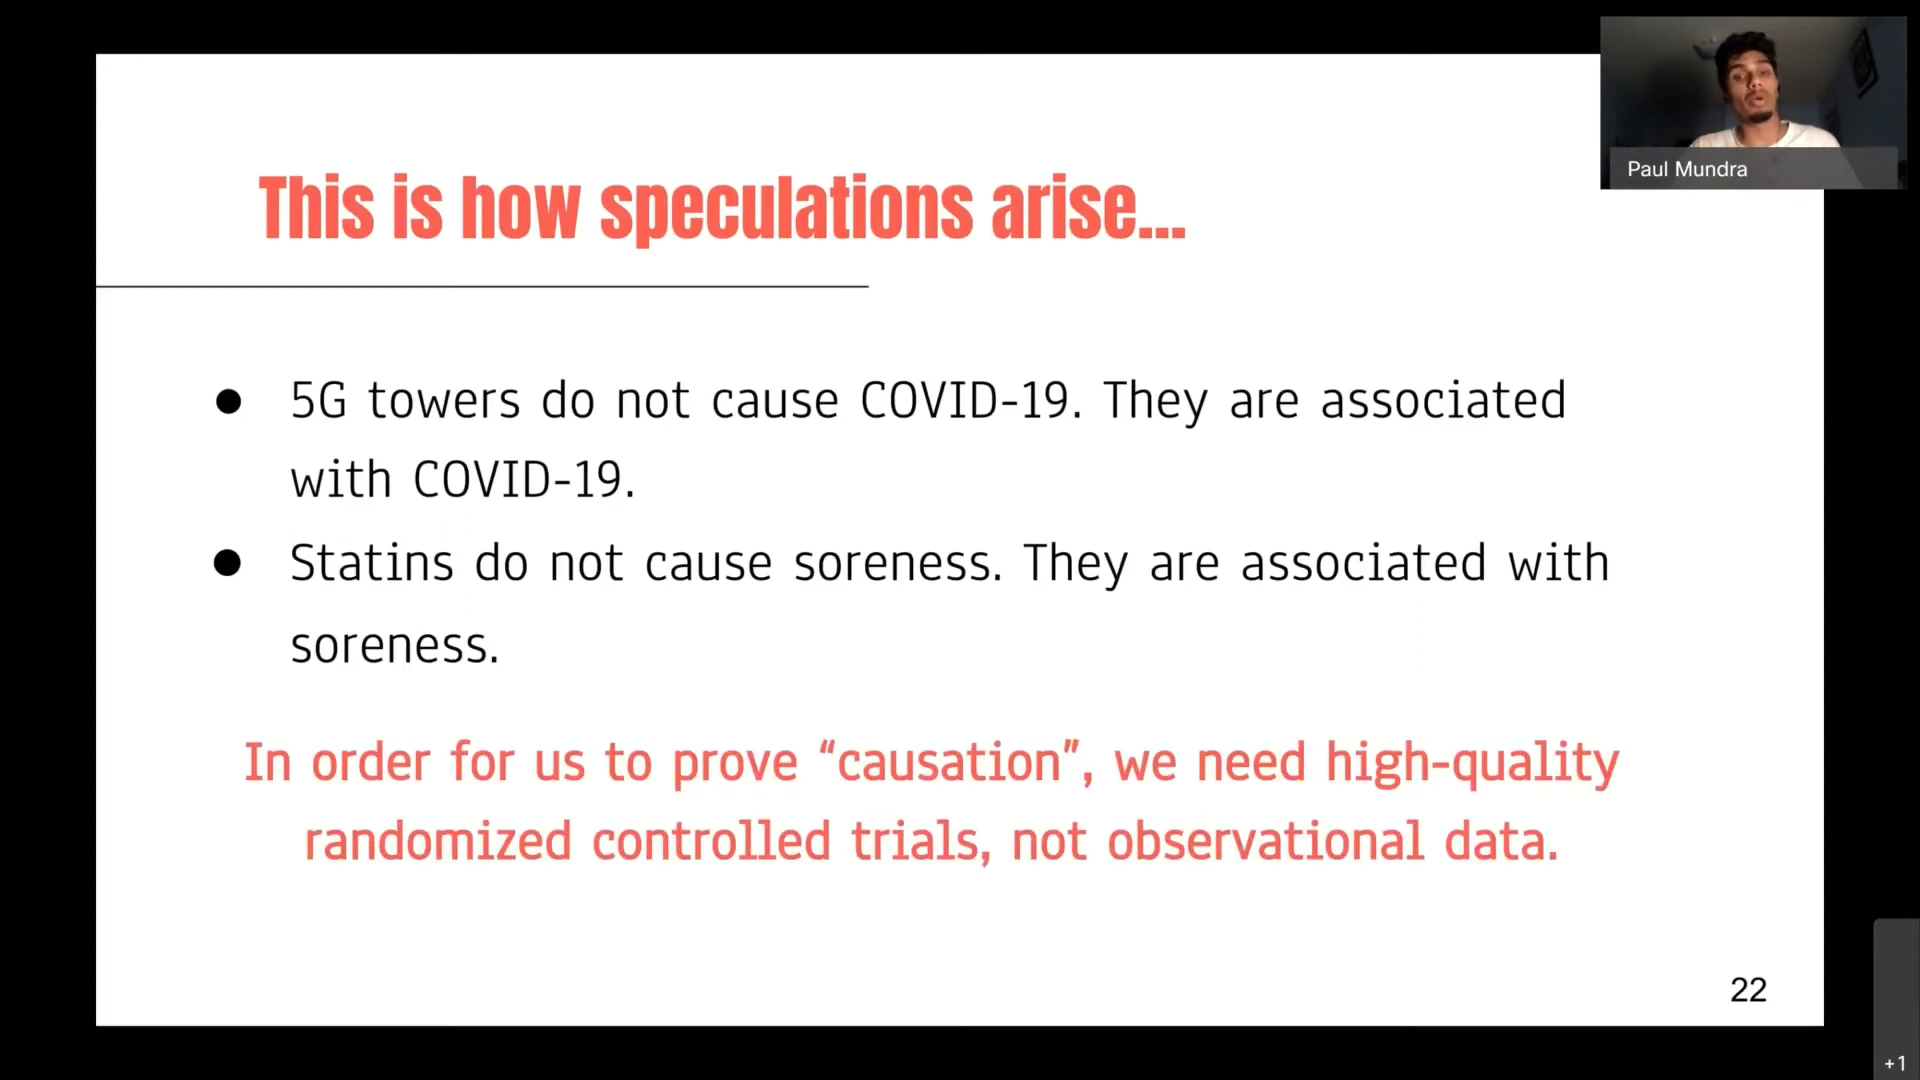 Paul Mundra
This is how speculations arise...
● 5G towers do not cause COVID-19. They are associated
with COVID-19.
● Statins do not cause soreness. They are associated with
soreness.
In order for us to prove “causation”, we need high-quality
randomized controlled trials, not observational data.
22
+1